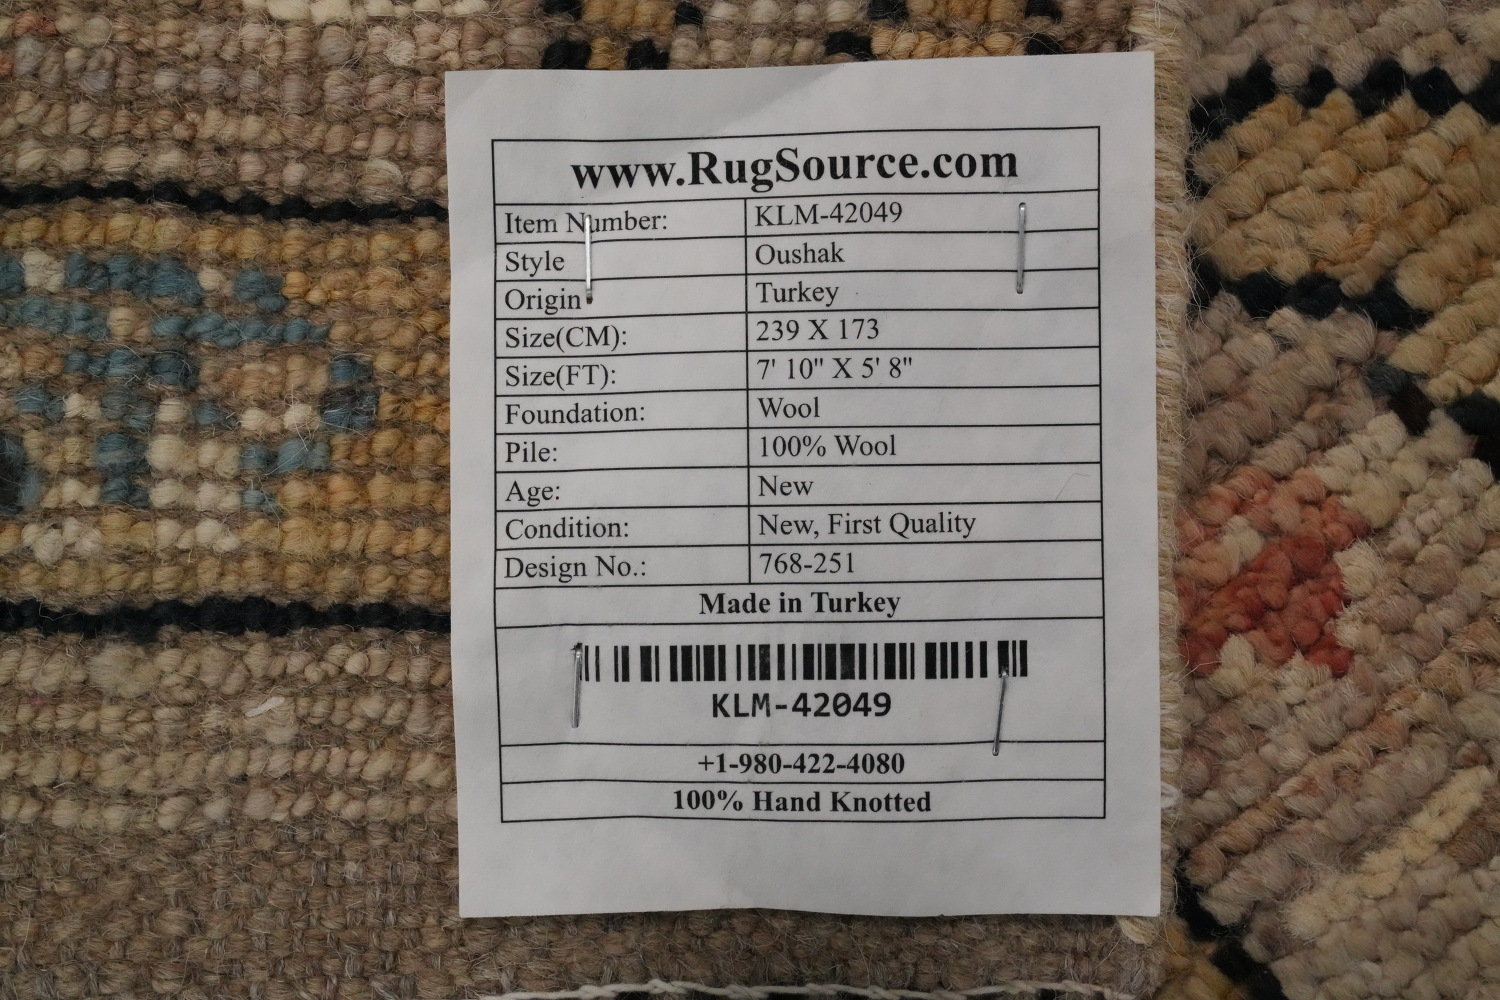 www.RugSource.com
Item Number: KLM-42049
Style Oushak
Origin Turkey
Size(CM): 239 X 173
Size(FT): 7' 10" X 5' 8"
Foundation: Wool
Pile: 100% Wool
Age: New
Condition: New, First Quality
Design No.: 768-251
Made in Turkey
KLM-42049
+1-980-422-4080
100% Hand Knotted